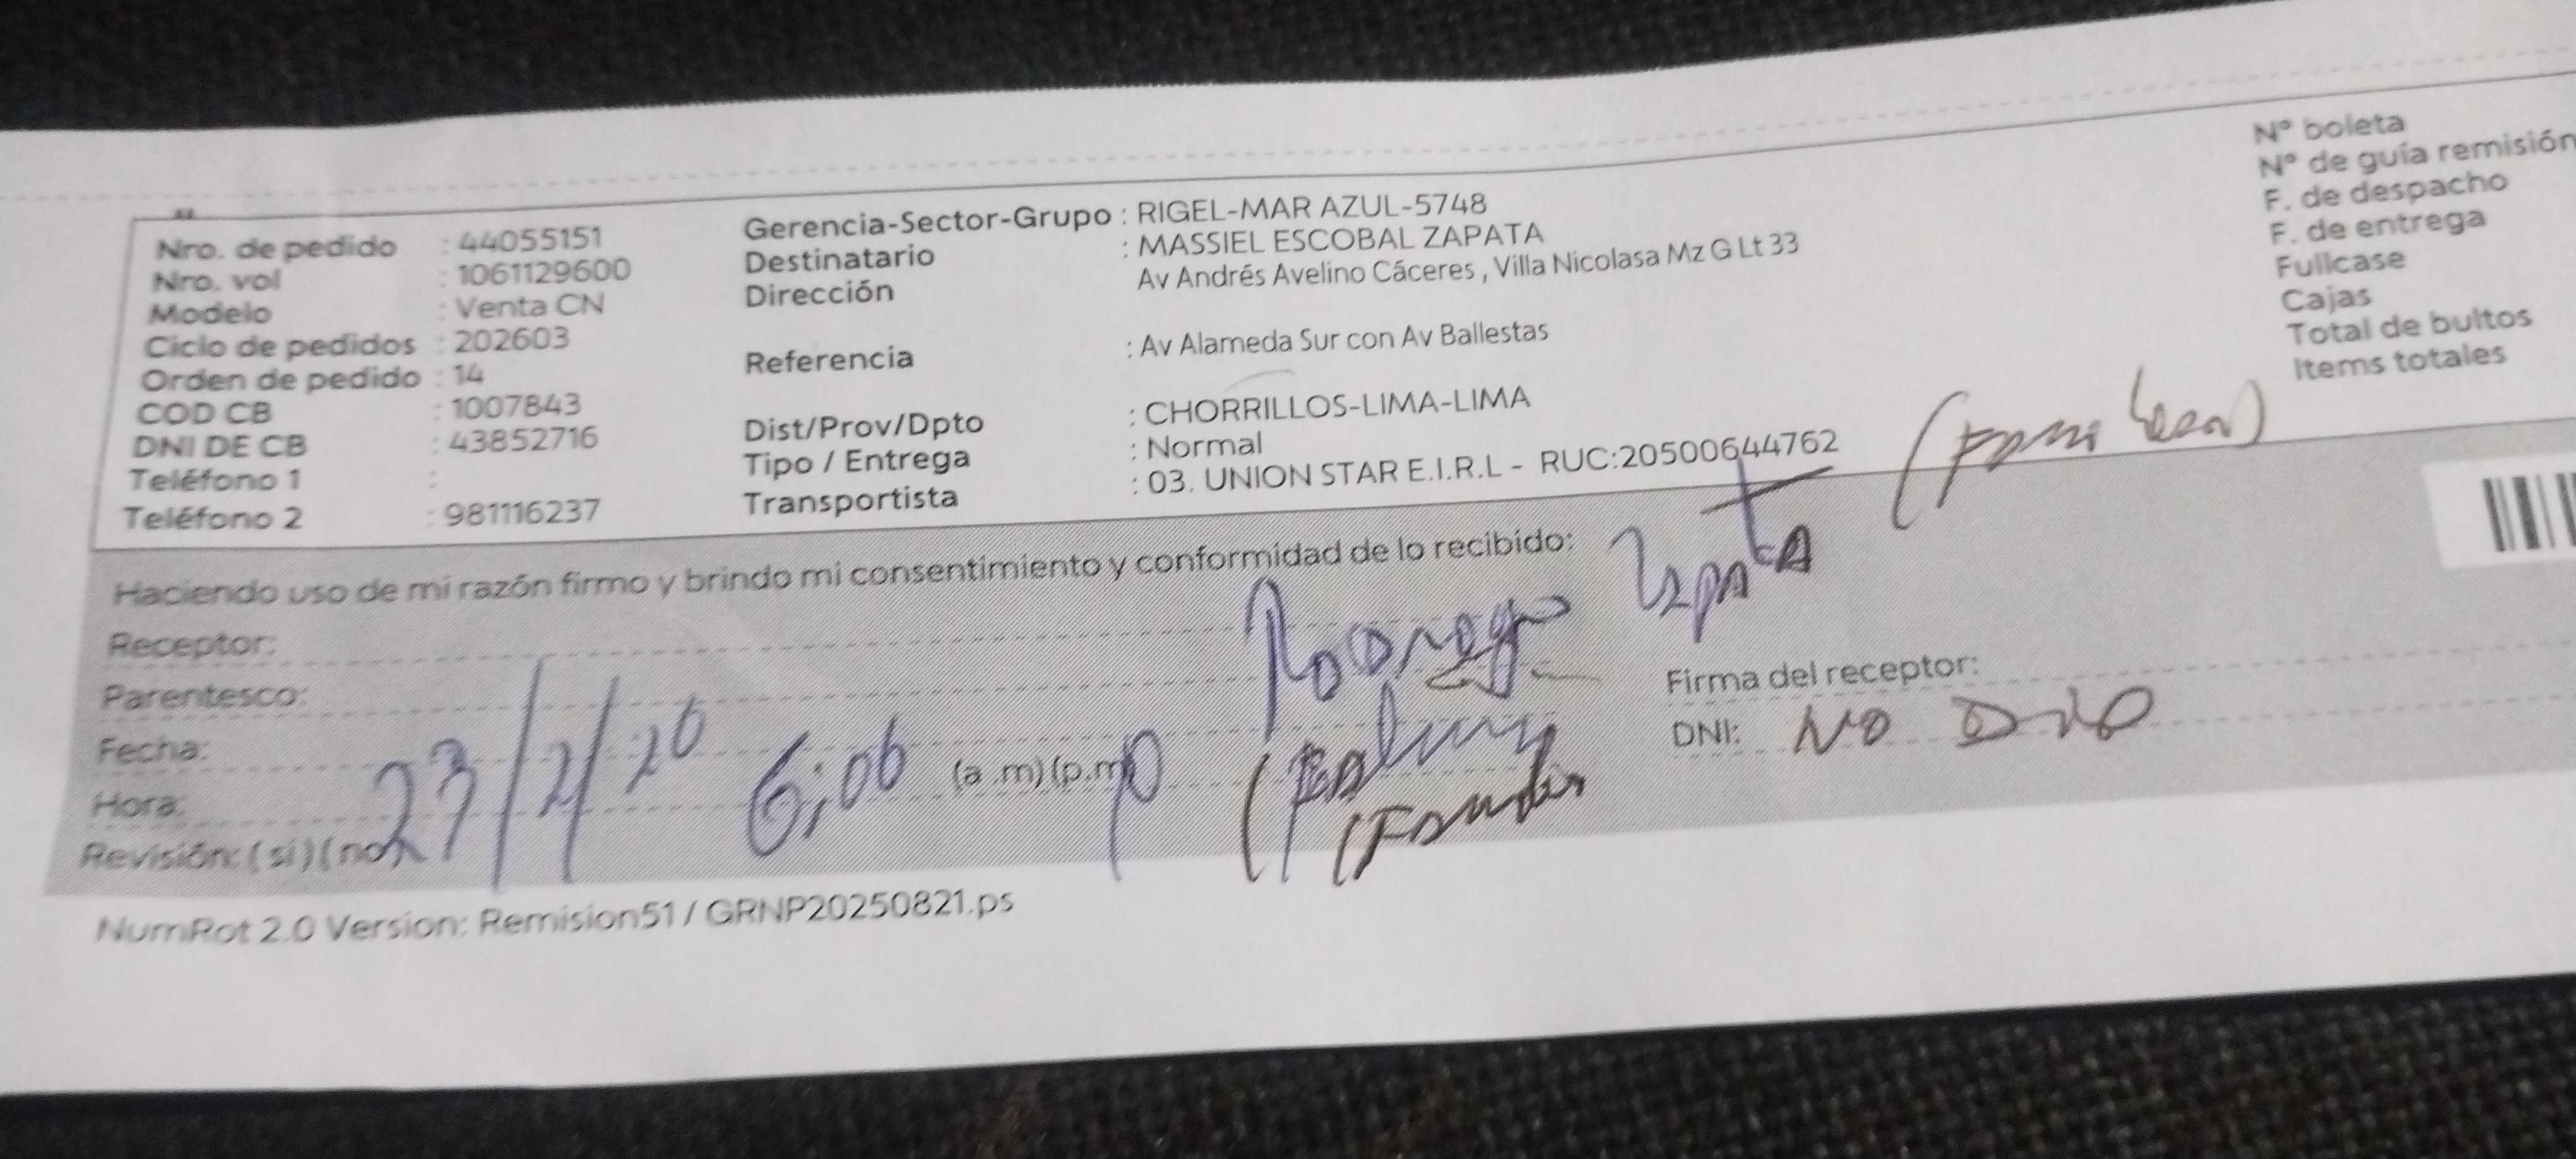 Nro. de pedido : 44055151
Nro. vol : 1061129600
Modelo : Venta CN
Ciclo de pedidos : 202603
Orden de pedido : 14
COD CB : 1007843
DNI DE CB : 43852716
Teléfono 1 :
Teléfono 2 : 981116237
Gerencia-Sector-Grupo : RIGEL-MAR AZUL-5748
Destinatario : MASSIEL ESCOBAL ZAPATA
Dirección Av Andrés Avelino Cáceres , Villa Nicolasa Mz G Lt 33
Referencia : Av Alameda Sur con Av Ballestas
Dist/Prov/Dpto : CHORRILLOS-LIMA-LIMA
Tipo / Entrega : Normal
Transportista : 03. UNION STAR E.I.R.L - RUC:20500644762
N° boleta
N° de guía remisión
F. de despacho
F. de entrega
Fullcase
Cajas
Total de bultos
Items totales
Haciendo uso de mi razón firmo y brindo mi consentimiento y conformidad de lo recibido:
Zapata
Receptor:
Parentesco:
Fecha: 23/2/26
Hora: 6:06 (a .m) (p.m)
Revisión: ( si ) ( no )
Firma del receptor:
DNI: NO DIO
NumRot 2.0 Version: Remision51 / GRNP20250821.ps